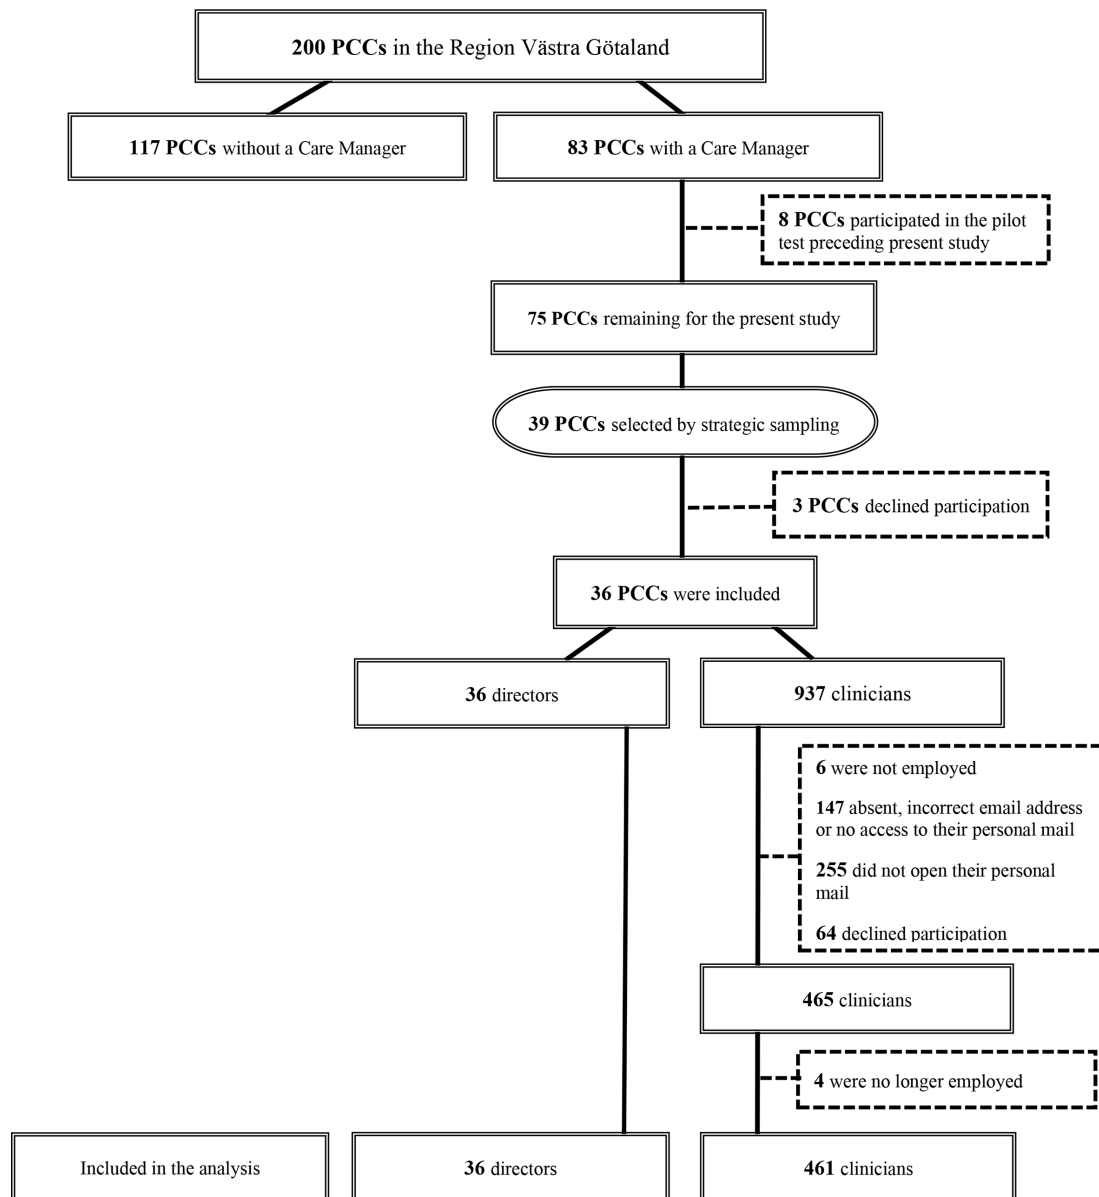 200 PCCs in the Region Västra Götaland
117 PCCs without a Care Manager
83 PCCs with a Care Manager
8 PCCs participated in the pilot
test preceding present study
75 PCCs remaining for the present study
39 PCCs selected by strategic sampling
3 PCCs declined participation
36 PCCs were included
36 directors
937 clinicians
6 were not employed
147 absent, incorrect email address
or no access to their personal mail
255 did not open their personal
mail
64 declined participation
465 clinicians
4 were no longer employed
Included in the analysis
36 directors
461 clinicians